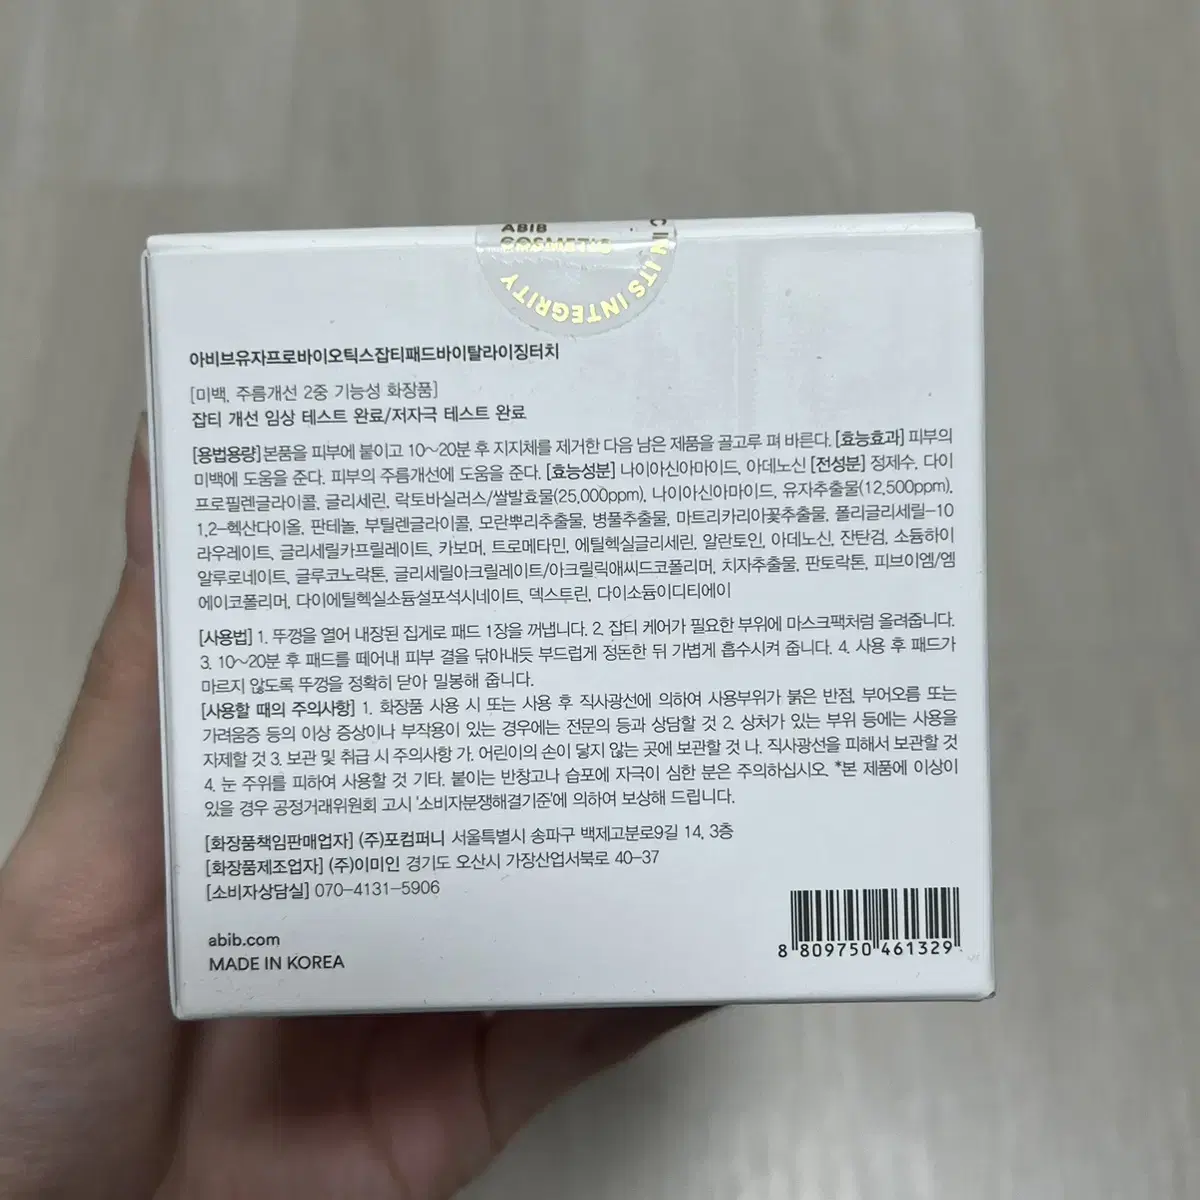 ABIB
COSMETIC IN ITS INTEGRITY
아비브유자프로바이오틱스잡티패드바이탈라이징터치
[미백, 주름개선 2중 기능성 화장품]
잡티 개선 임상 테스트 완료/저자극 테스트 완료
[용법용량]본품을 피부에 붙이고 10~20분 후 지지체를 제거한 다음 남은 제품을 골고루 펴 바른다. [효능효과] 피부의
미백에 도움을 준다. 피부의 주름개선에 도움을 준다. [효능성분] 나이아신아마이드, 아데노신 [전성분] 정제수, 다이
프로필렌글라이콜, 글리세린, 락토바실러스/쌀발효물(25,000ppm), 나이아신아마이드, 유자추출물(12,500ppm),
1,2-헥산다이올, 판테놀, 부틸렌글라이콜, 모란뿌리추출물, 병풀추출물, 마트리카리아꽃추출물, 폴리글리세릴-10
라우레이트, 글리세릴카프릴레이트, 카보머, 트로메타민, 에틸헥실글리세린, 알란토인, 아데노신, 잔탄검, 소듐하이
알루로네이트, 글루코노락톤, 글리세릴아크릴레이트/아크릴릭애씨드코폴리머, 치자추출물, 판토락톤, 피브이엠/엠
에이코폴리머, 다이에틸헥실소듐설포석시네이트, 덱스트린, 다이소듐이디티에이
[사용법] 1. 뚜껑을 열어 내장된 집게로 패드 1장을 꺼냅니다. 2. 잡티 케어가 필요한 부위에 마스크팩처럼 올려줍니다.
3. 10~20분 후 패드를 떼어내 피부 결을 닦아내듯 부드럽게 정돈한 뒤 가볍게 흡수시켜 줍니다. 4. 사용 후 패드가
마르지 않도록 뚜껑을 정확히 닫아 밀봉해 줍니다.
[사용할 때의 주의사항] 1. 화장품 사용 시 또는 사용 후 직사광선에 의하여 사용부위가 붉은 반점, 부어오름 또는
가려움증 등의 이상 증상이나 부작용이 있는 경우에는 전문의 등과 상담할 것 2. 상처가 있는 부위 등에는 사용을
자제할 것 3. 보관 및 취급 시 주의사항 가. 어린이의 손이 닿지 않는 곳에 보관할 것 나. 직사광선을 피해서 보관할 것
4. 눈 주위를 피하여 사용할 것 기타. 붙이는 반창고나 습포에 자극이 심한 분은 주의하십시오. *본 제품에 이상이
있을 경우 공정거래위원회 고시 '소비자분쟁해결기준'에 의하여 보상해 드립니다.
[화장품책임판매업자] (주)포컴퍼니 서울특별시 송파구 백제고분로9길 14, 3층
[화장품제조업자] (주)이미인 경기도 오산시 가장산업서북로 40-37
[소비자상담실] 070-4131-5906
abib.com
MADE IN KOREA
8 809750 461329